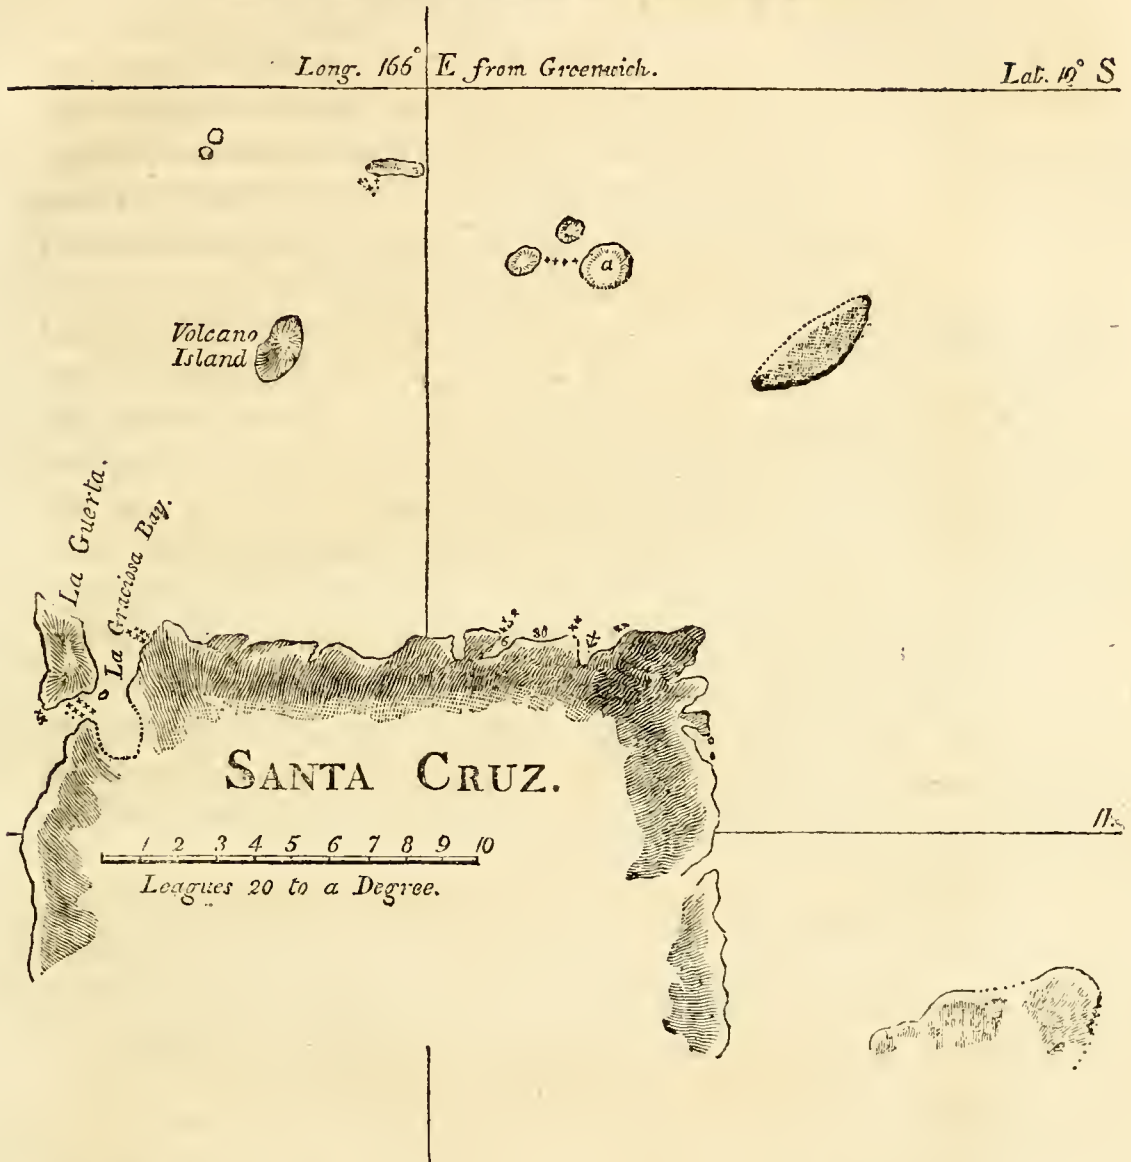 Long. 166° E from Greenwich.
Lat. 10° S
a
Volcano
Island
La Guerta.
La Graciosa Bay.
SANTA CRUZ.
11.
1 2 3 4 5 6 7 8 9 10
Leagues 20 to a Degree.